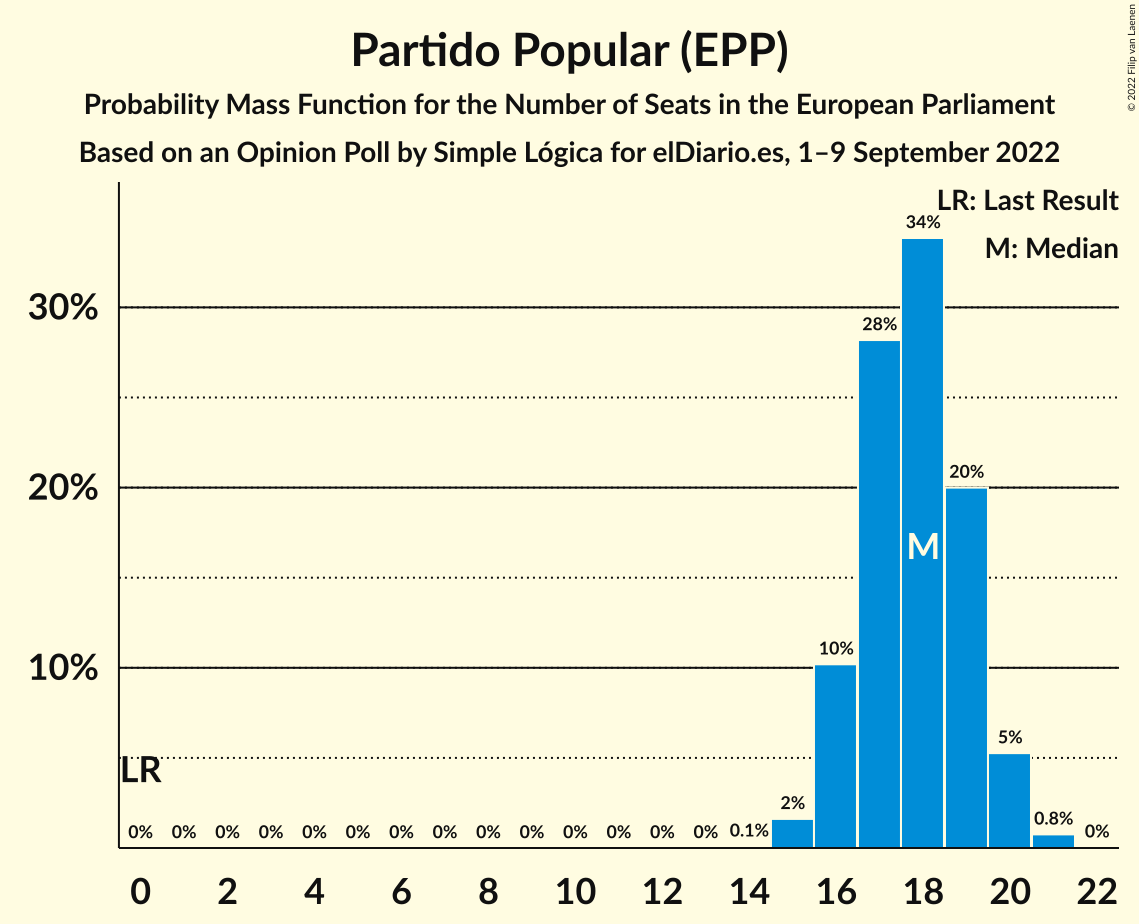 Partido Popular (EPP)
Probability Mass Function for the Number of Seats in the European Parliament
Based on an Opinion Poll by Simple Lógica for elDiario.es, 1–9 September 2022
© 2022 Filip van Laenen
LR: Last Result
M: Median
30%
20%
10%
LR
M
0% 0% 0% 0% 0% 0% 0% 0% 0% 0% 0% 0% 0% 0% 0.1% 2% 10% 28% 34% 20% 5% 0.8% 0%
0 2 4 6 8 10 12 14 16 18 20 22